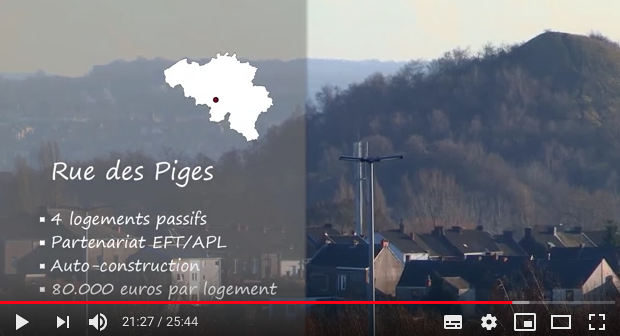 Rue des Piges
▪ 4 logements passifs
▪ Partenariat EFT/APL
▪ Auto-construction
▪ 80.000 euros par logement
21:27 / 25:44